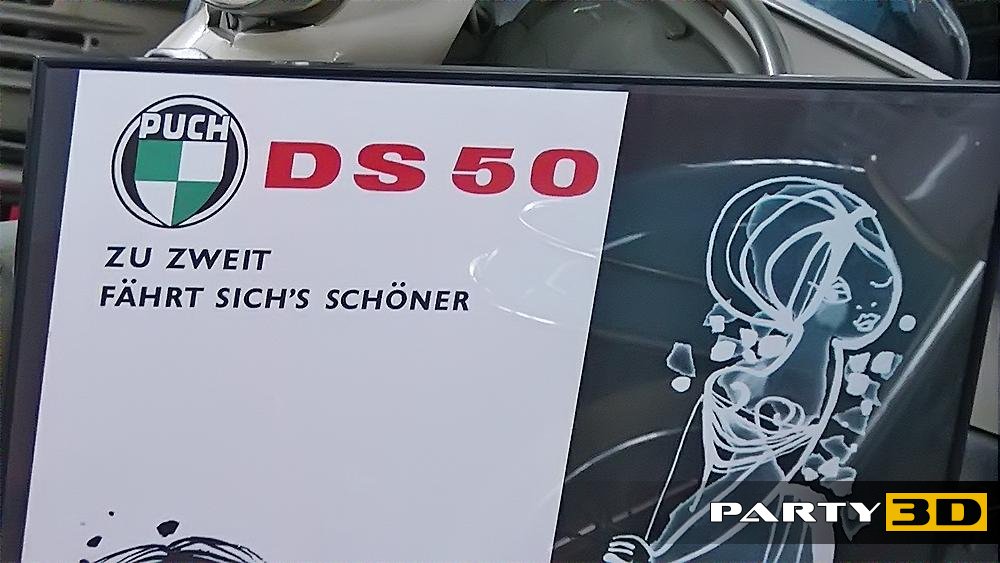 PUCH
DS 50
ZU ZWEIT
FÄHRT SICH'S SCHÖNER
PARTY 3D